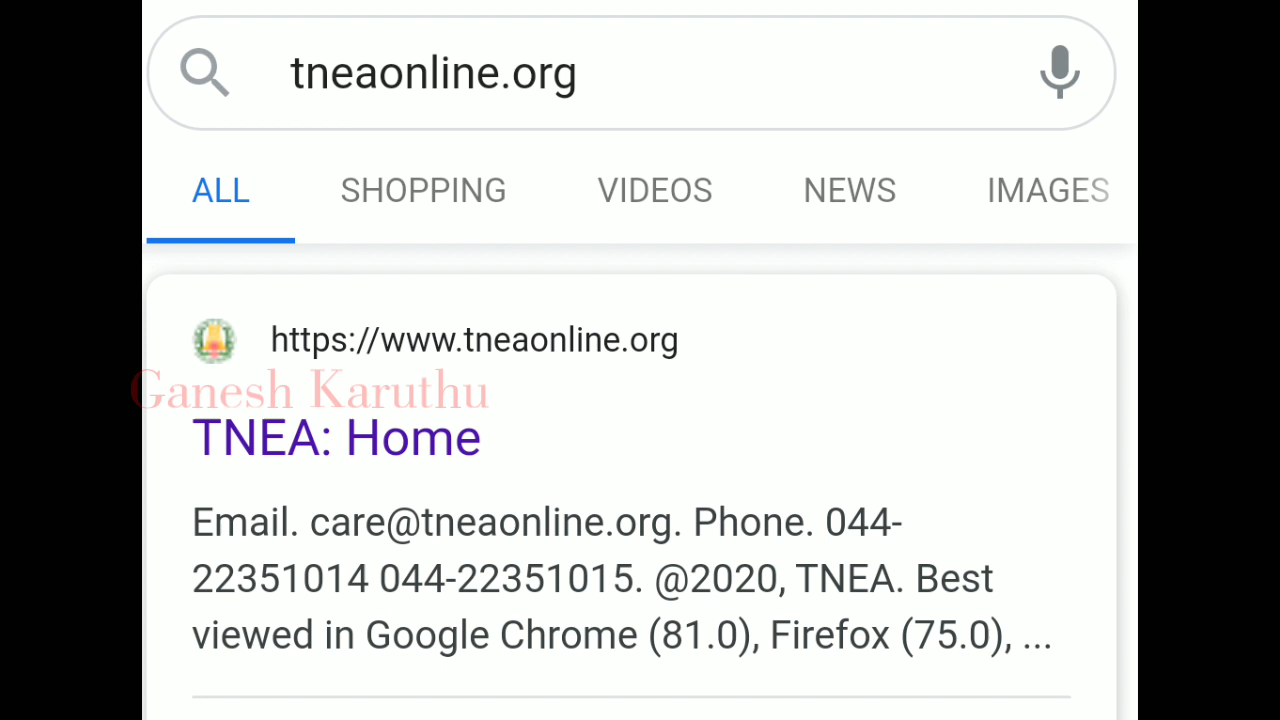 tneaonline.org
ALL SHOPPING VIDEOS NEWS IMAGES
https://www.tneaonline.org
Ganesh Karuthu
TNEA: Home
Email. care@tneaonline.org. Phone. 044-
22351014 044-22351015. @2020, TNEA. Best
viewed in Google Chrome (81.0), Firefox (75.0), ...